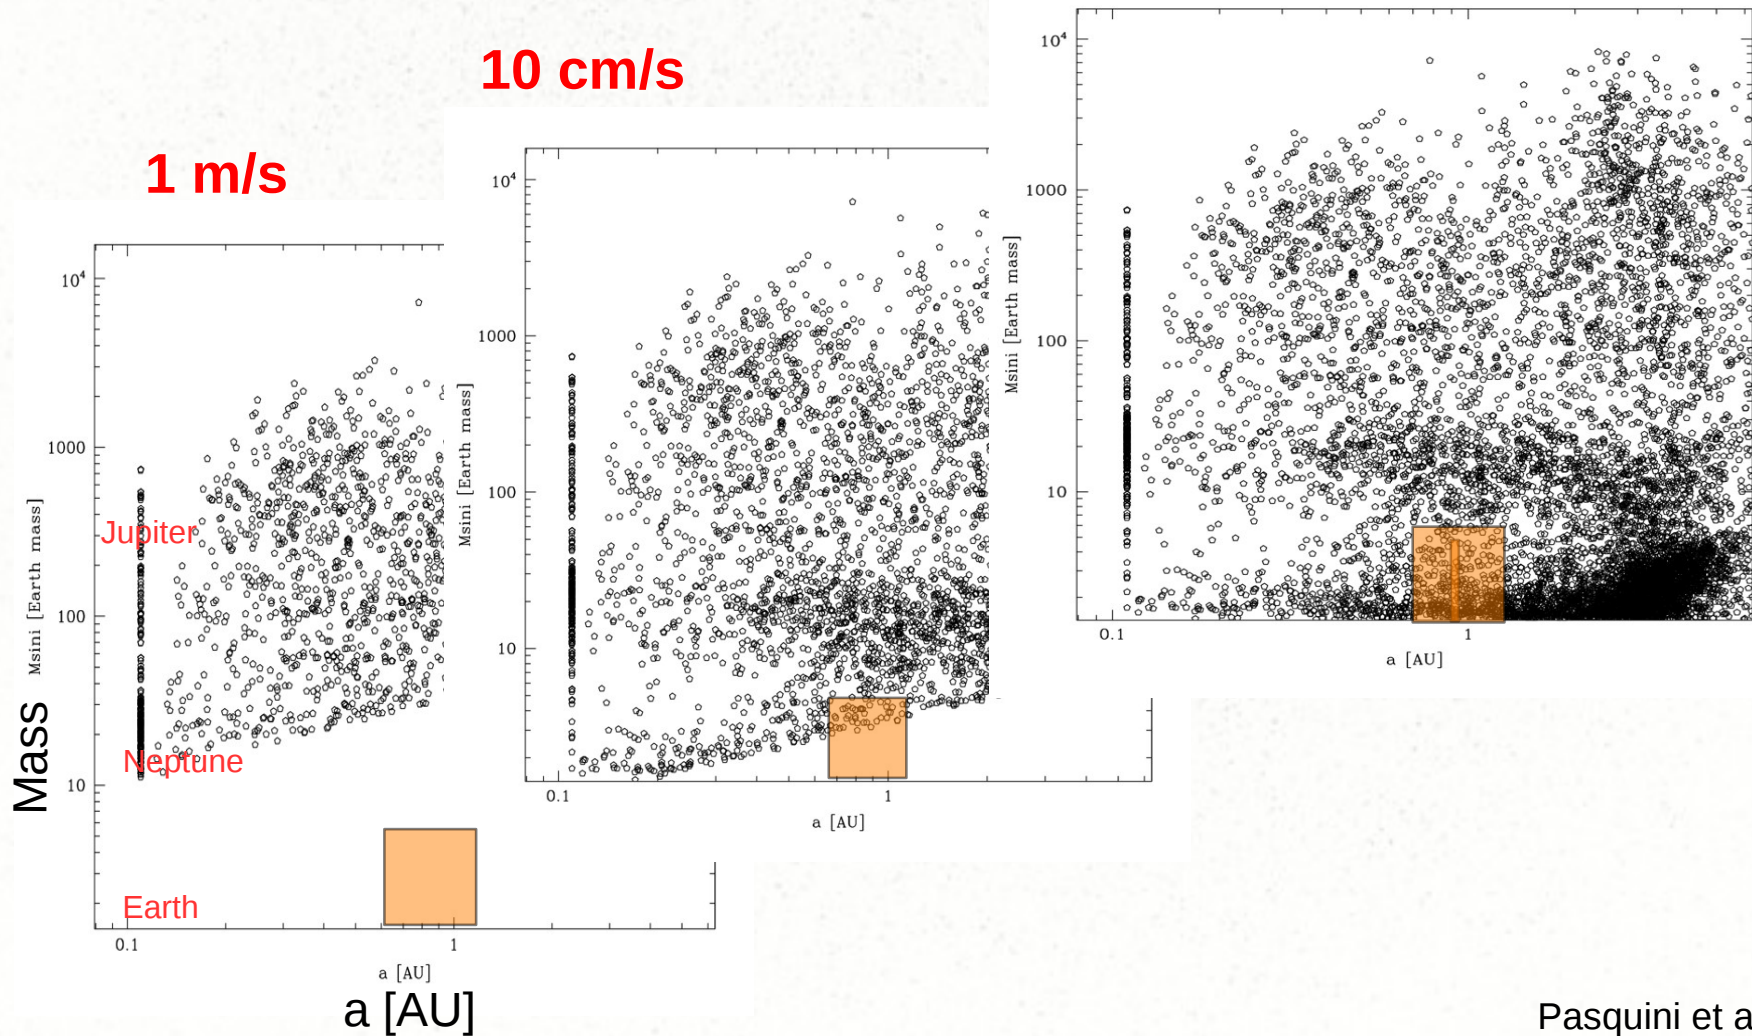 10 cm/s
1 m/s
10⁴
1000
100
10
Msini [Earth mass]
Jupiter
Neptune
Earth
Mass
0.1
1
a [AU]
a [AU]
10⁴
1000
100
10
Msini [Earth mass]
0.1
1
a [AU]
10⁴
1000
100
10
Msini [Earth mass]
0.1
1
a [AU]
Pasquini et a